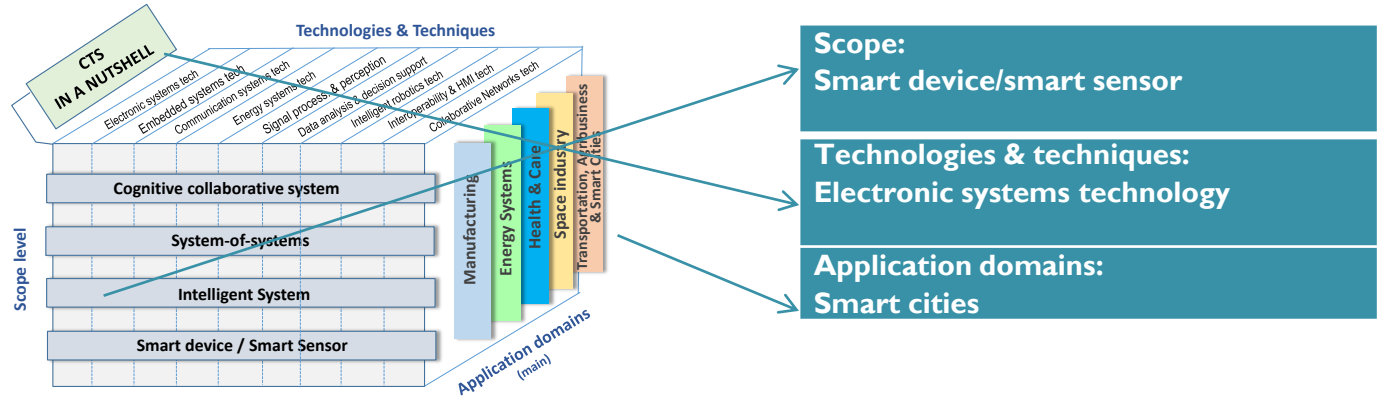 CTS
IN A NUTSHELL
Technologies & Techniques
Electronic systems tech
Embedded systems tech
Communication systems tech
Energy systems tech
Signal process. & perception
Data analysis & decision support
Intelligent robotics tech
Interoperability & HMI tech
Collaborative Networks tech
Scope level
Cognitive collaborative system
System-of-systems
Intelligent System
Smart device / Smart Sensor
Manufacturing
Energy Systems
Health & Care
Space industry
Transportation, Agribusiness
& Smart Cities
Application domains
(main)
Scope:
Smart device/smart sensor
Technologies & techniques:
Electronic systems technology
Application domains:
Smart cities